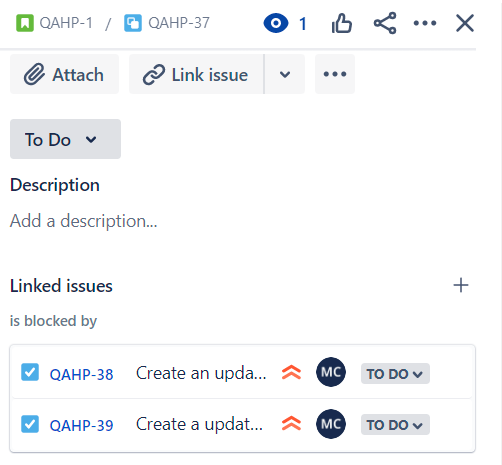 QAHP-1 / QAHP-37 1
Attach Link issue
To Do
Description
Add a description...
Linked issues
is blocked by
QAHP-38 Create an upda... MC TO DO
QAHP-39 Create a updat... MC TO DO